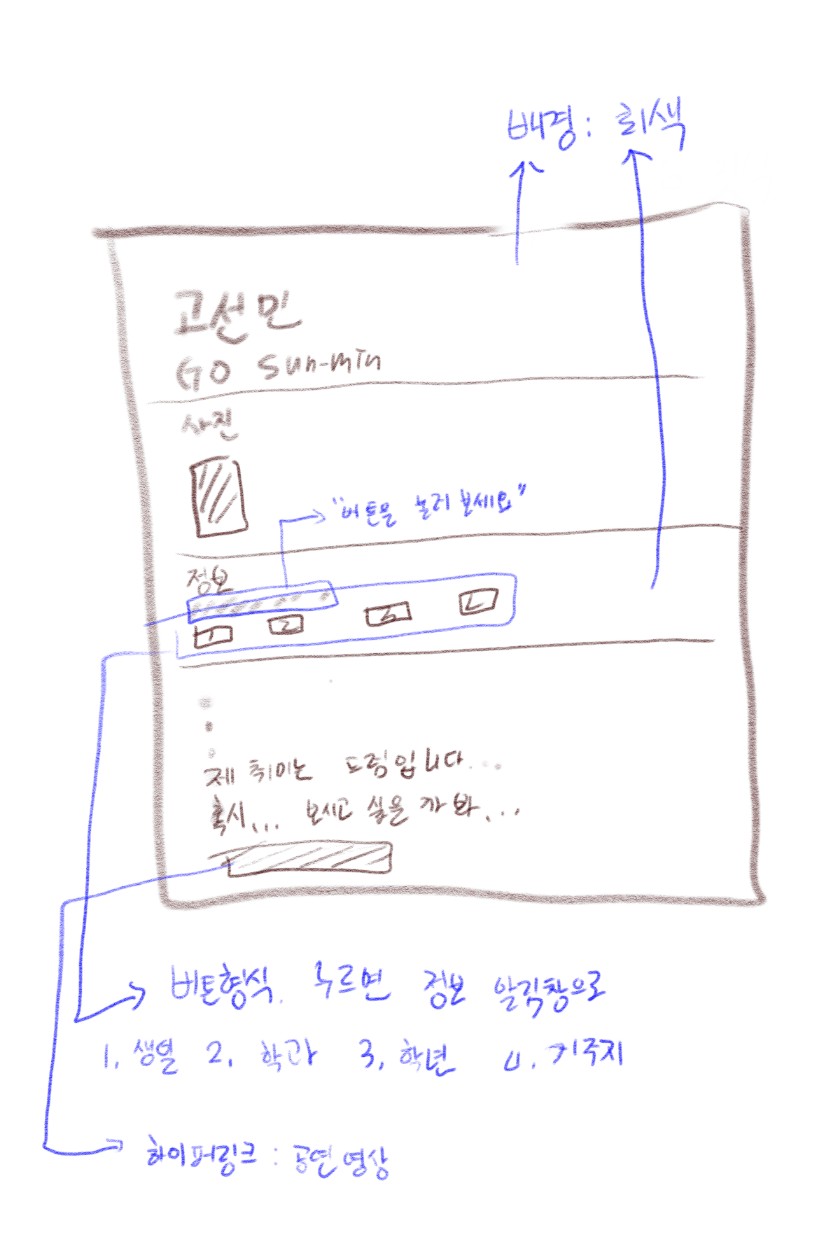 배경: 회색
고선민
GO Sun-min
사진
"버튼을 눌러 보세요"
정보
1 2 3 4
제 취미는 드럼입니다...
혹시... 보시고 싶을까봐...
버튼형식. 누르면 정보 알림창으로
1. 생일 2. 학과 3. 학년 4. 거주지
하이퍼링크 : 공연영상